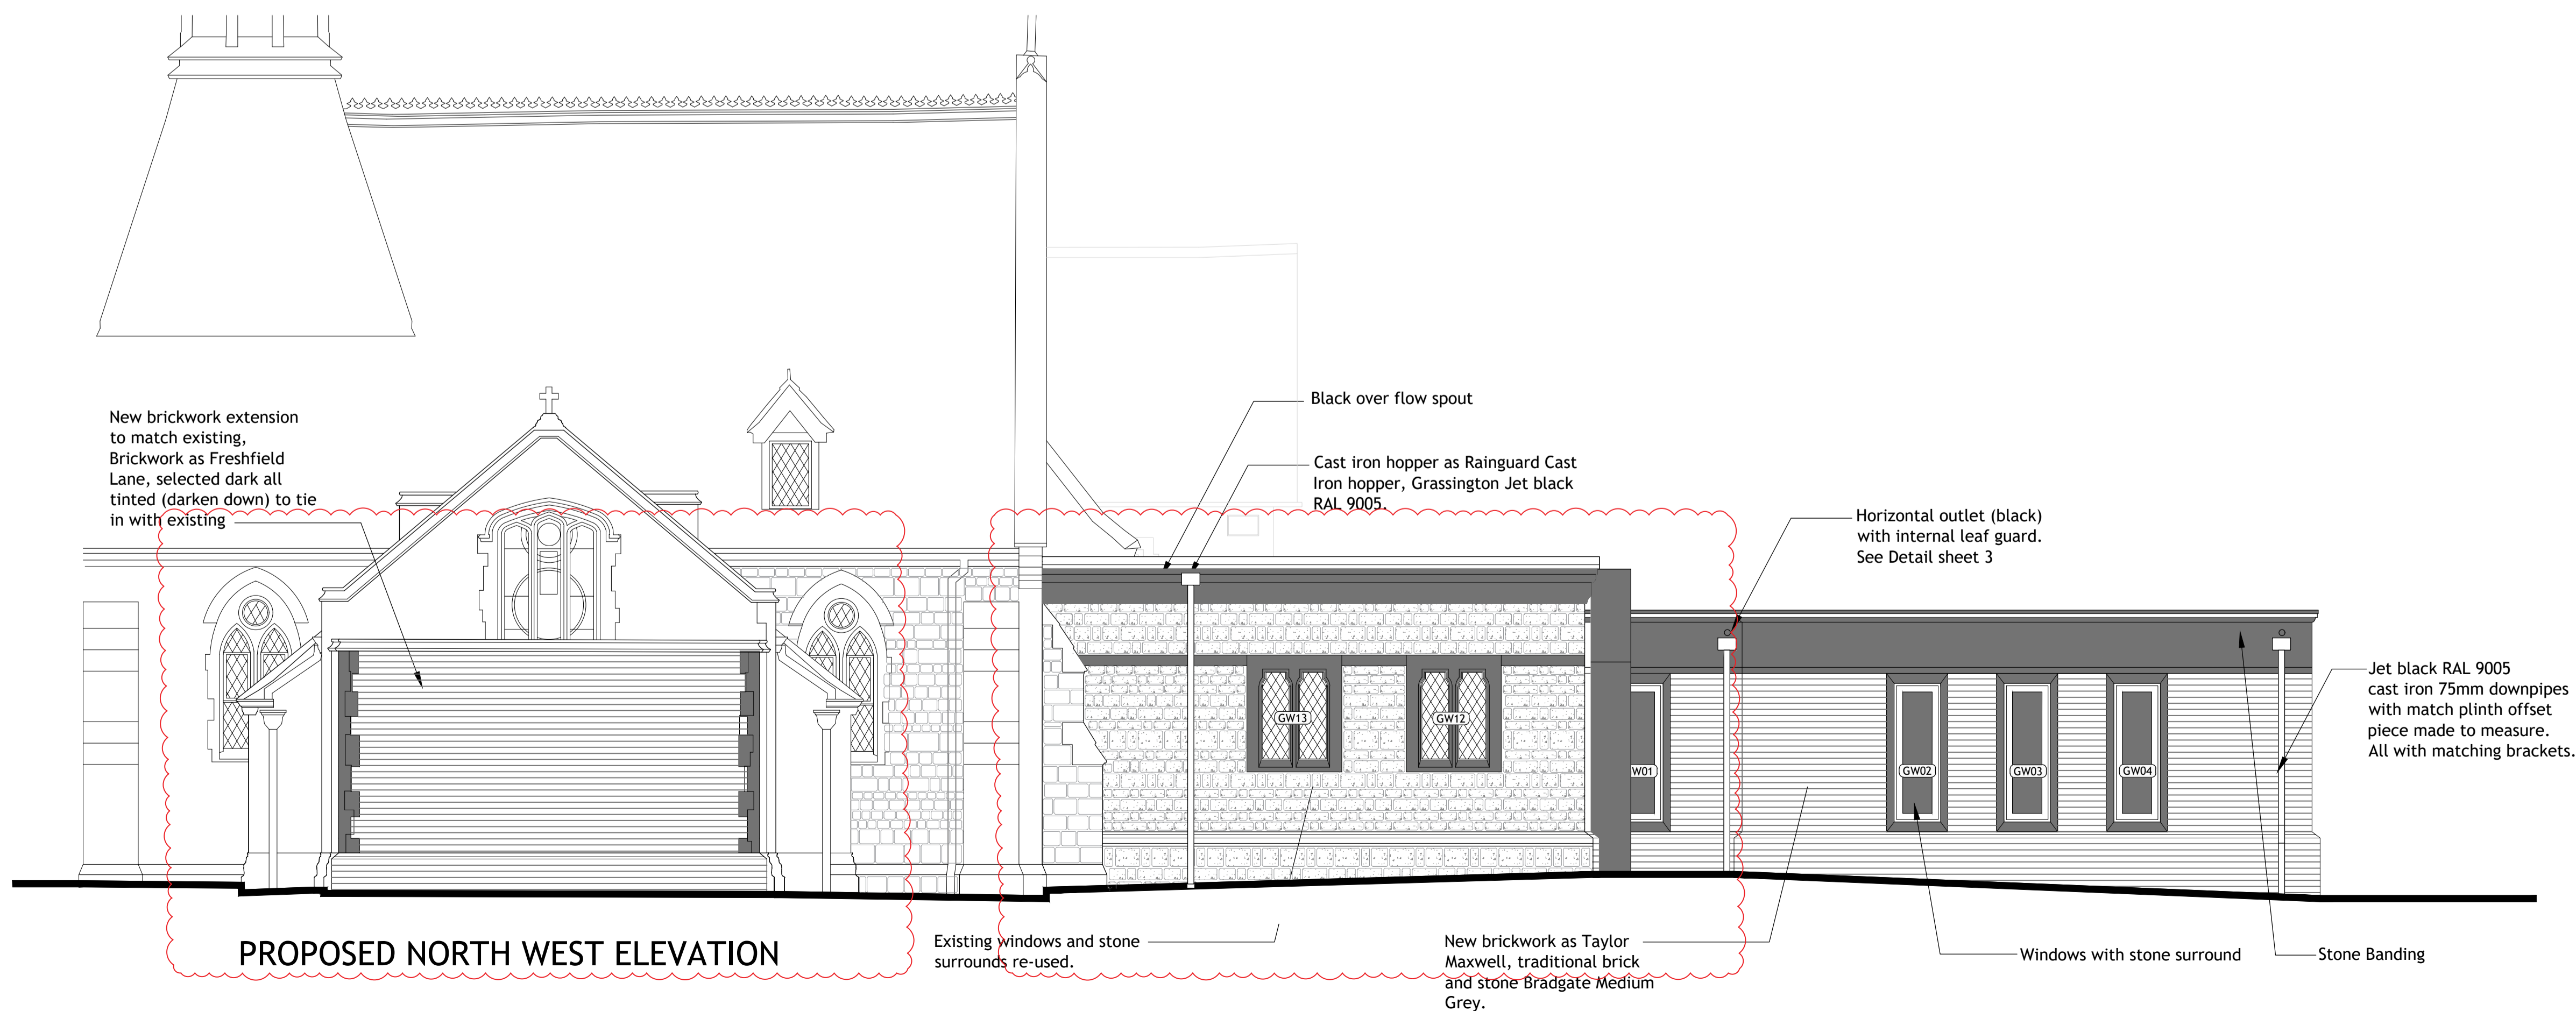 New brickwork extension
to match existing,
Brickwork as Freshfield
Lane, selected dark all
tinted (darken down) to tie
in with existing
Black over flow spout
Cast iron hopper as Rainguard Cast
Iron hopper, Grassington Jet black
RAL 9005.
Horizontal outlet (black)
with internal leaf guard.
See Detail sheet 3
Jet black RAL 9005
cast iron 75mm downpipes
with match plinth offset
piece made to measure.
All with matching brackets.
GW13
GW12
W01
GW02
GW03
GW04
PROPOSED NORTH WEST ELEVATION
Existing windows and stone
surrounds re-used.
New brickwork as Taylor
Maxwell, traditional brick
and stone Bradgate Medium
Grey.
Windows with stone surround
Stone Banding